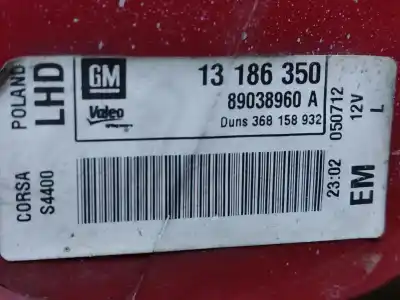 POLAND
LHD
GM
Valeo
13 186 350
89038960 A
Duns 368 158 932
CORSA
S4400
23:02
050712
EM
12V
L